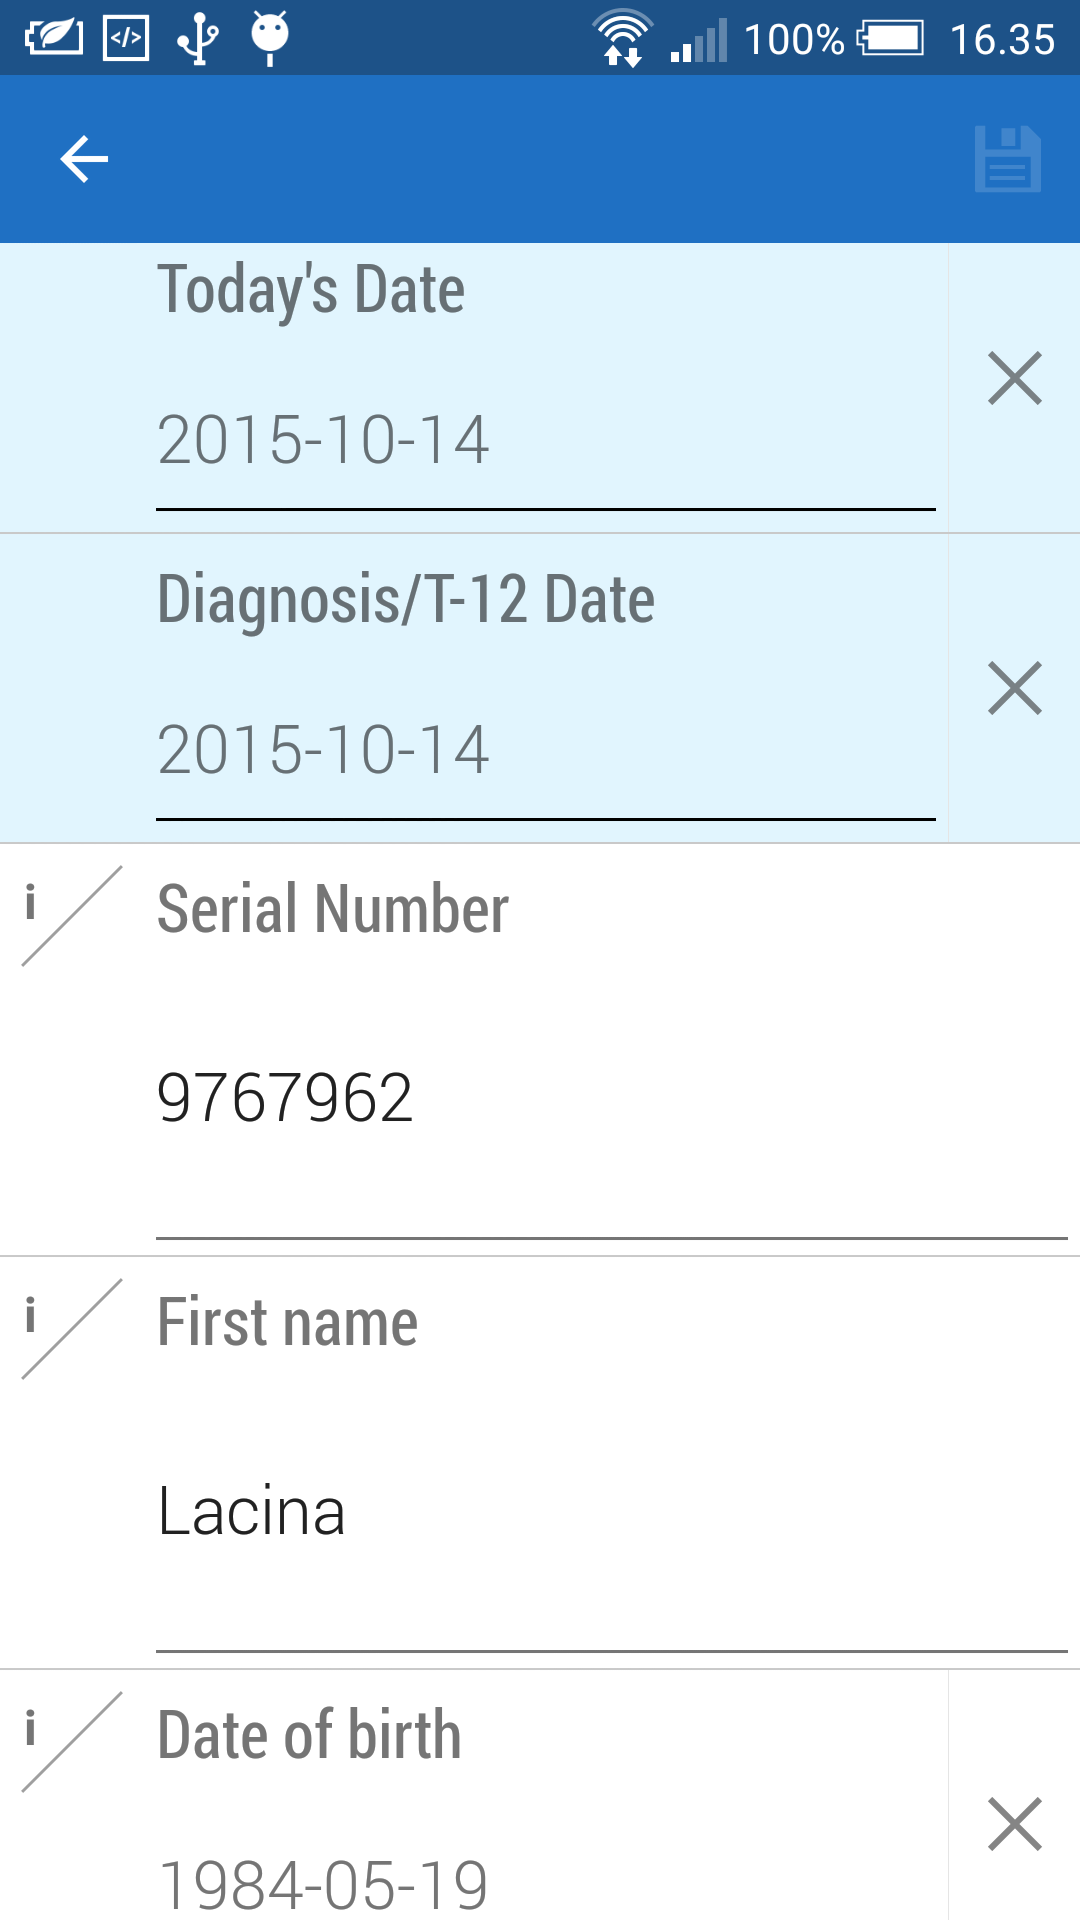 100% 16.35
Today's Date
2015-10-14
Diagnosis/T-12 Date
2015-10-14
i Serial Number
9767962
i First name
Lacina
i Date of birth
1984-05-19